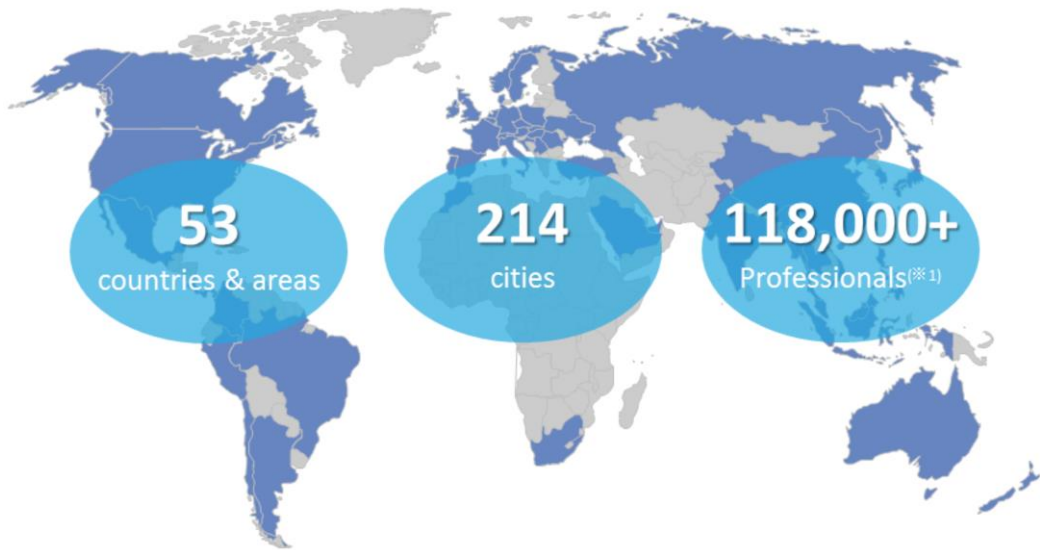 53
countries & areas
214
cities
118,000+
Professionals(※1)